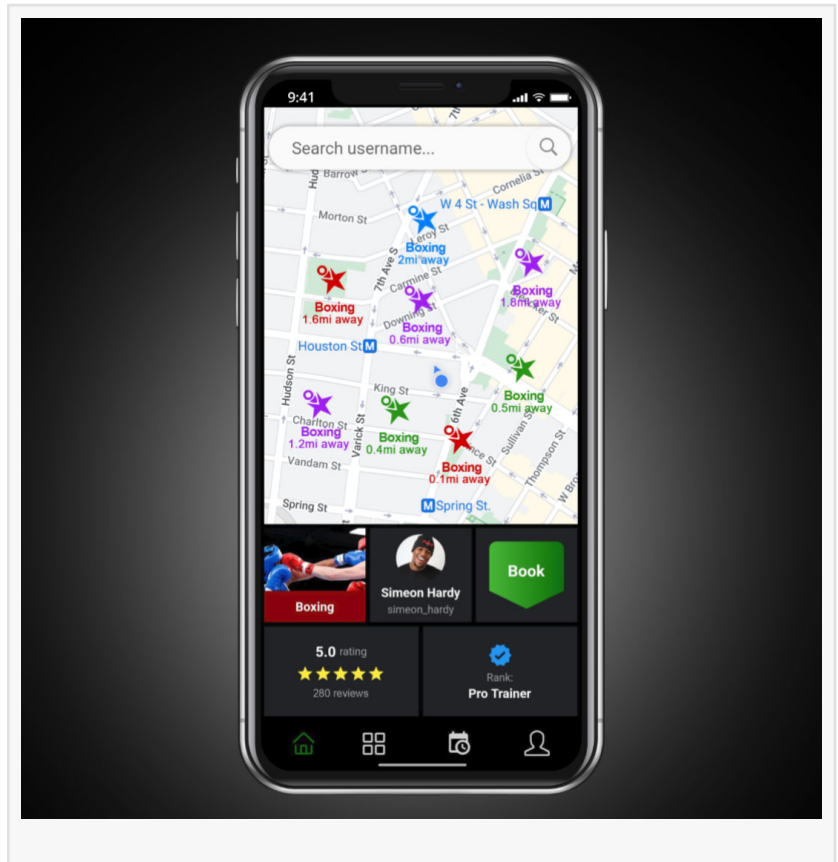 9:41
7th
Search username...
Barrow St
Cornelia St
W 4 St - Wash Sq M
Morton St
Leroy St
Boxing
2mi away
7th Ave S
Carmine St
Boxing
1.8mi away
Boxing
1.6mi away
Downing St
Boxing
0.6mi away
Houston St M
Hudson St
King St
6th Ave
Boxing
0.5mi away
Charlton St
Boxing
1.2mi away
Varick St
Boxing
0.4mi away
Sullivan St
Thompson St
Boxing
0.1mi away
Vandam St
Spring St
M Spring St.
W Bro
Boxing
Simeon Hardy
simeon_hardy
Book
5.0 rating
280 reviews
Rank:
Pro Trainer